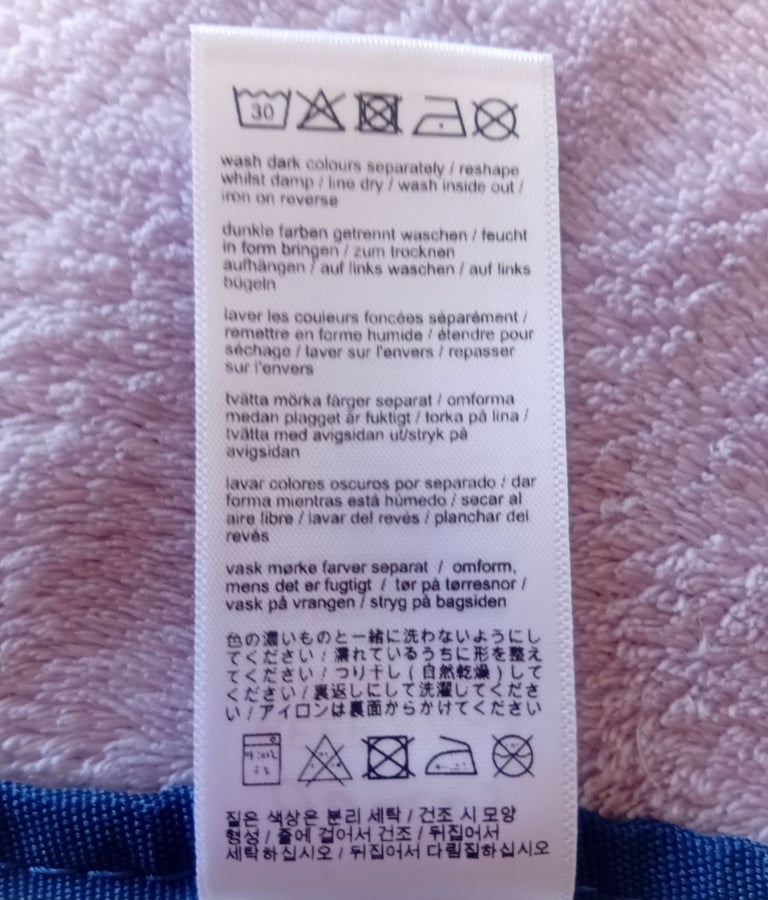 30
wash dark colours separately / reshape
whilst damp / line dry / wash inside out /
iron on reverse
dunkle farben getrennt waschen / feucht
in form bringen / zum trocknen
aufhängen / auf links waschen / auf links
bügeln
laver les couleurs foncées séparément /
remettre en forme humide / étendre pour
séchage / laver sur l'envers / repasser
sur l'envers
tvätta mörka färger separat / omforma
medan plagget är fuktigt / torka på lina /
tvätta med avigsidan ut/stryk på
avigsidan
lavar colores oscuros por separado / dar
forma mientras está húmedo / secar al
aire libre / lavar del revés / planchar del
revés
vask mørke farver separat / omform,
mens det er fugtigt / tør på tørresnor /
vask på vrangen / stryg på bagsiden
色の濃いものと一緒に洗わないようにし
てください / 濡れているうちに形を整え
てください / つり干し ( 自然乾燥 ) して
ください / 裏返しにして洗濯してくださ
い / アイロンは裏面からかけてください
짙은 색상은 분리 세탁 / 건조 시 모양
형성 / 줄에 걸어서 건조 / 뒤집어서
세탁하십시오 / 뒤집어서 다림질하십시오